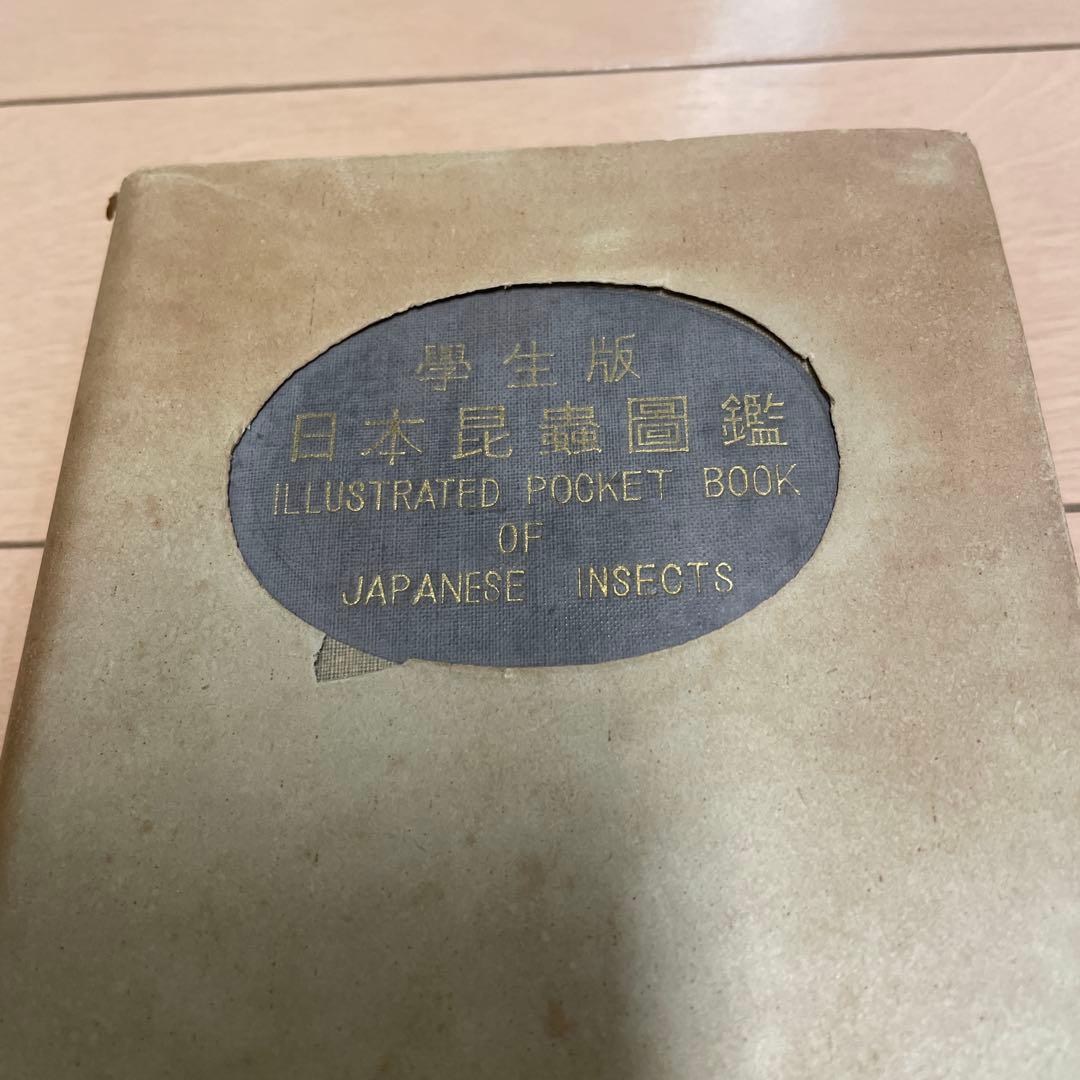 學生版
日本昆蟲圖鑑
ILLUSTRATED POCKET BOOK
OF
JAPANESE INSECTS